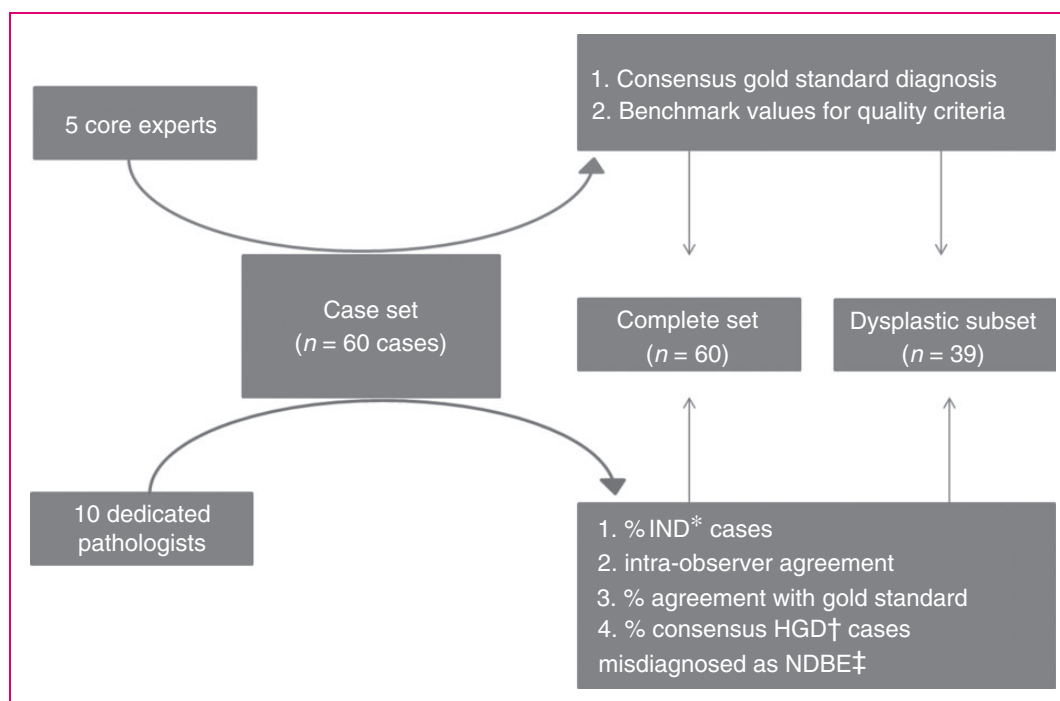 1. Consensus gold standard diagnosis
2. Benchmark values for quality criteria
5 core experts
Case set
(n = 60 cases)
Complete set
(n = 60)
Dysplastic subset
(n = 39)
10 dedicated
pathologists
1. % IND* cases
2. intra-observer agreement
3. % agreement with gold standard
4. % consensus HGD† cases
misdiagnosed as NDBE‡